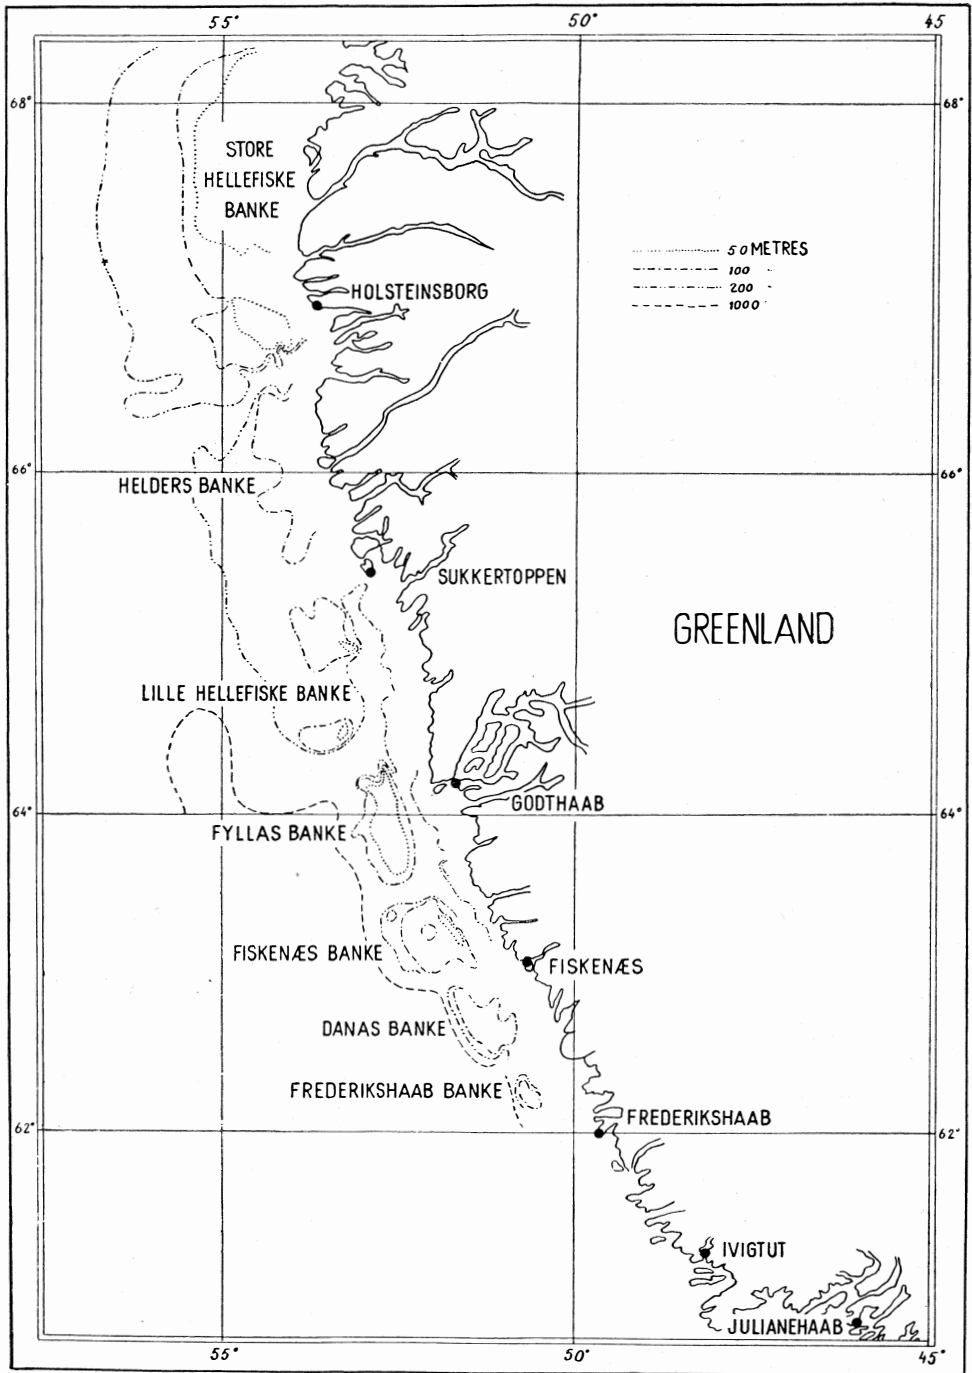 55°
50°
45
68°
68°
STORE
HELLEFISKE
BANKE
50 METRES
100 "
200 "
1000 "
HOLSTEINSBORG
66°
66°
HELDERS BANKE
SUKKERTOPPEN
GREENLAND
LILLE HELLEFISKE BANKE
GODTHAAB
64°
64°
FYLLAS BANKE
FISKENÆS BANKE
FISKENÆS
DANAS BANKE
FREDERIKSHAAB BANKE
FREDERIKSHAAB
62°
62°
IVIGTUT
JULIANEHAAB
55°
50°
45°